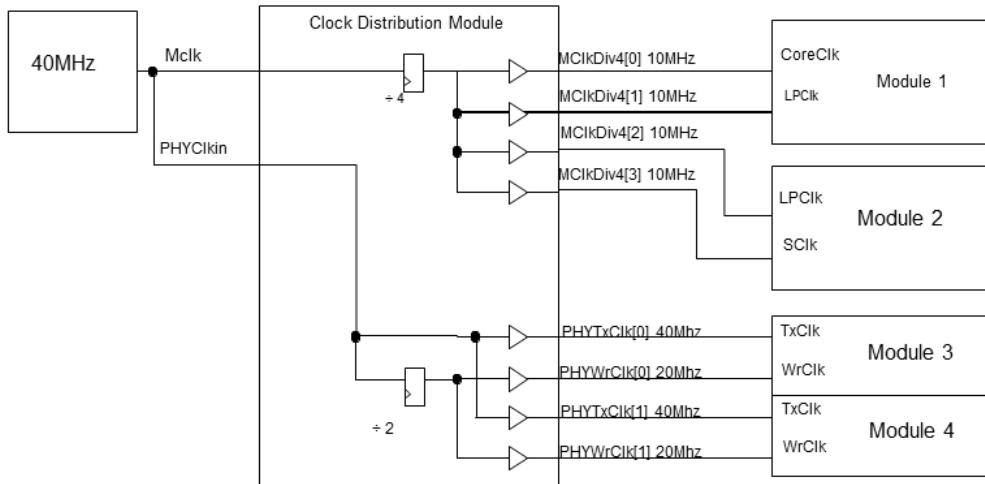 Clock Distribution Module
40MHz
Mclk
÷ 4
PHYClkin
÷ 2
MClkDiv4[0] 10MHz
MClkDiv4[1] 10MHz
MClkDiv4[2] 10MHz
MClkDiv4[3] 10MHz
PHYTxClk[0] 40Mhz
PHYWrClk[0] 20Mhz
PHYTxClk[1] 40Mhz
PHYWrClk[1] 20Mhz
CoreClk
LPClk
Module 1
LPClk
SClk
Module 2
TxClk
WrClk
Module 3
TxClk
WrClk
Module 4